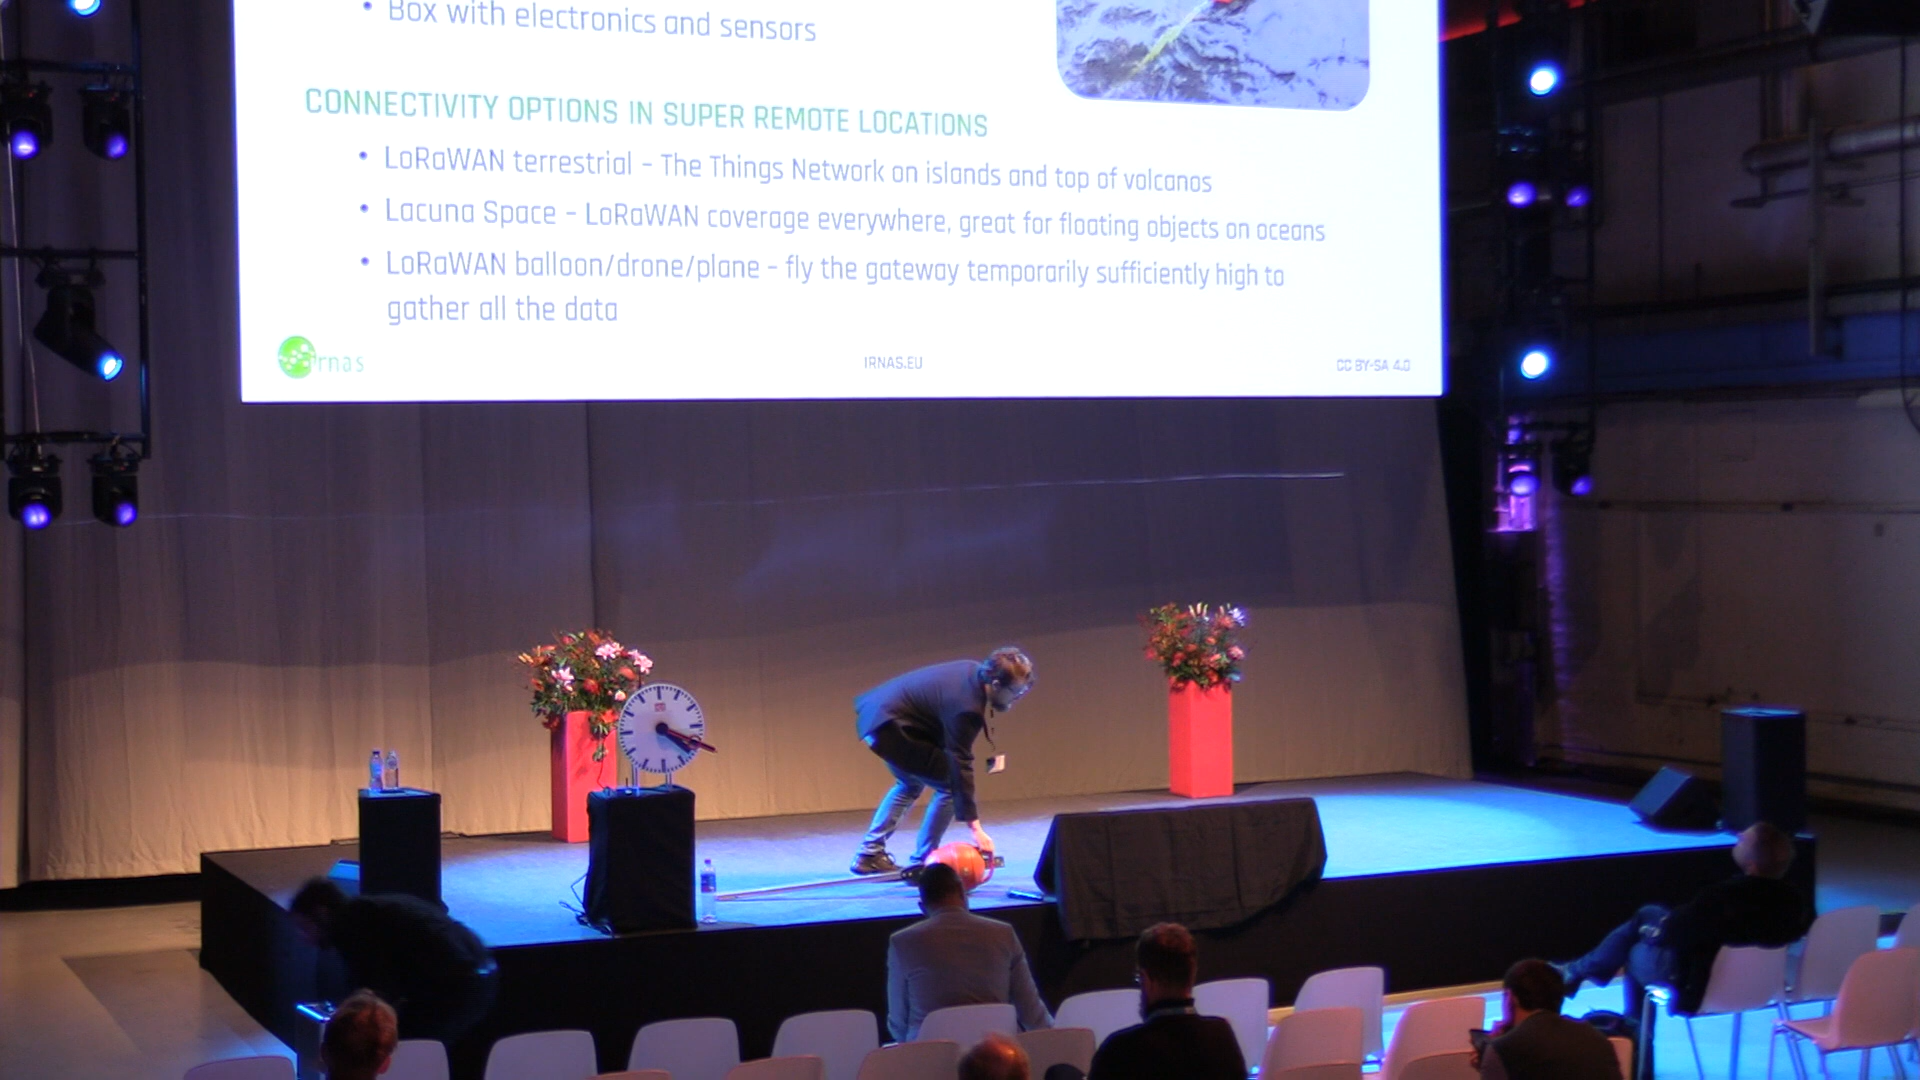 Box with electronics and sensors
CONNECTIVITY OPTIONS IN SUPER REMOTE LOCATIONS
LoRaWAN terrestrial – The Things Network on islands and top of volcanos
Lacuna Space – LoRaWAN coverage everywhere, great for floating objects on oceans
LoRaWAN balloon/drone/plane – fly the gateway temporarily sufficiently high to
gather all the data
irnas
IRNAS.EU
CC BY-SA 4.0